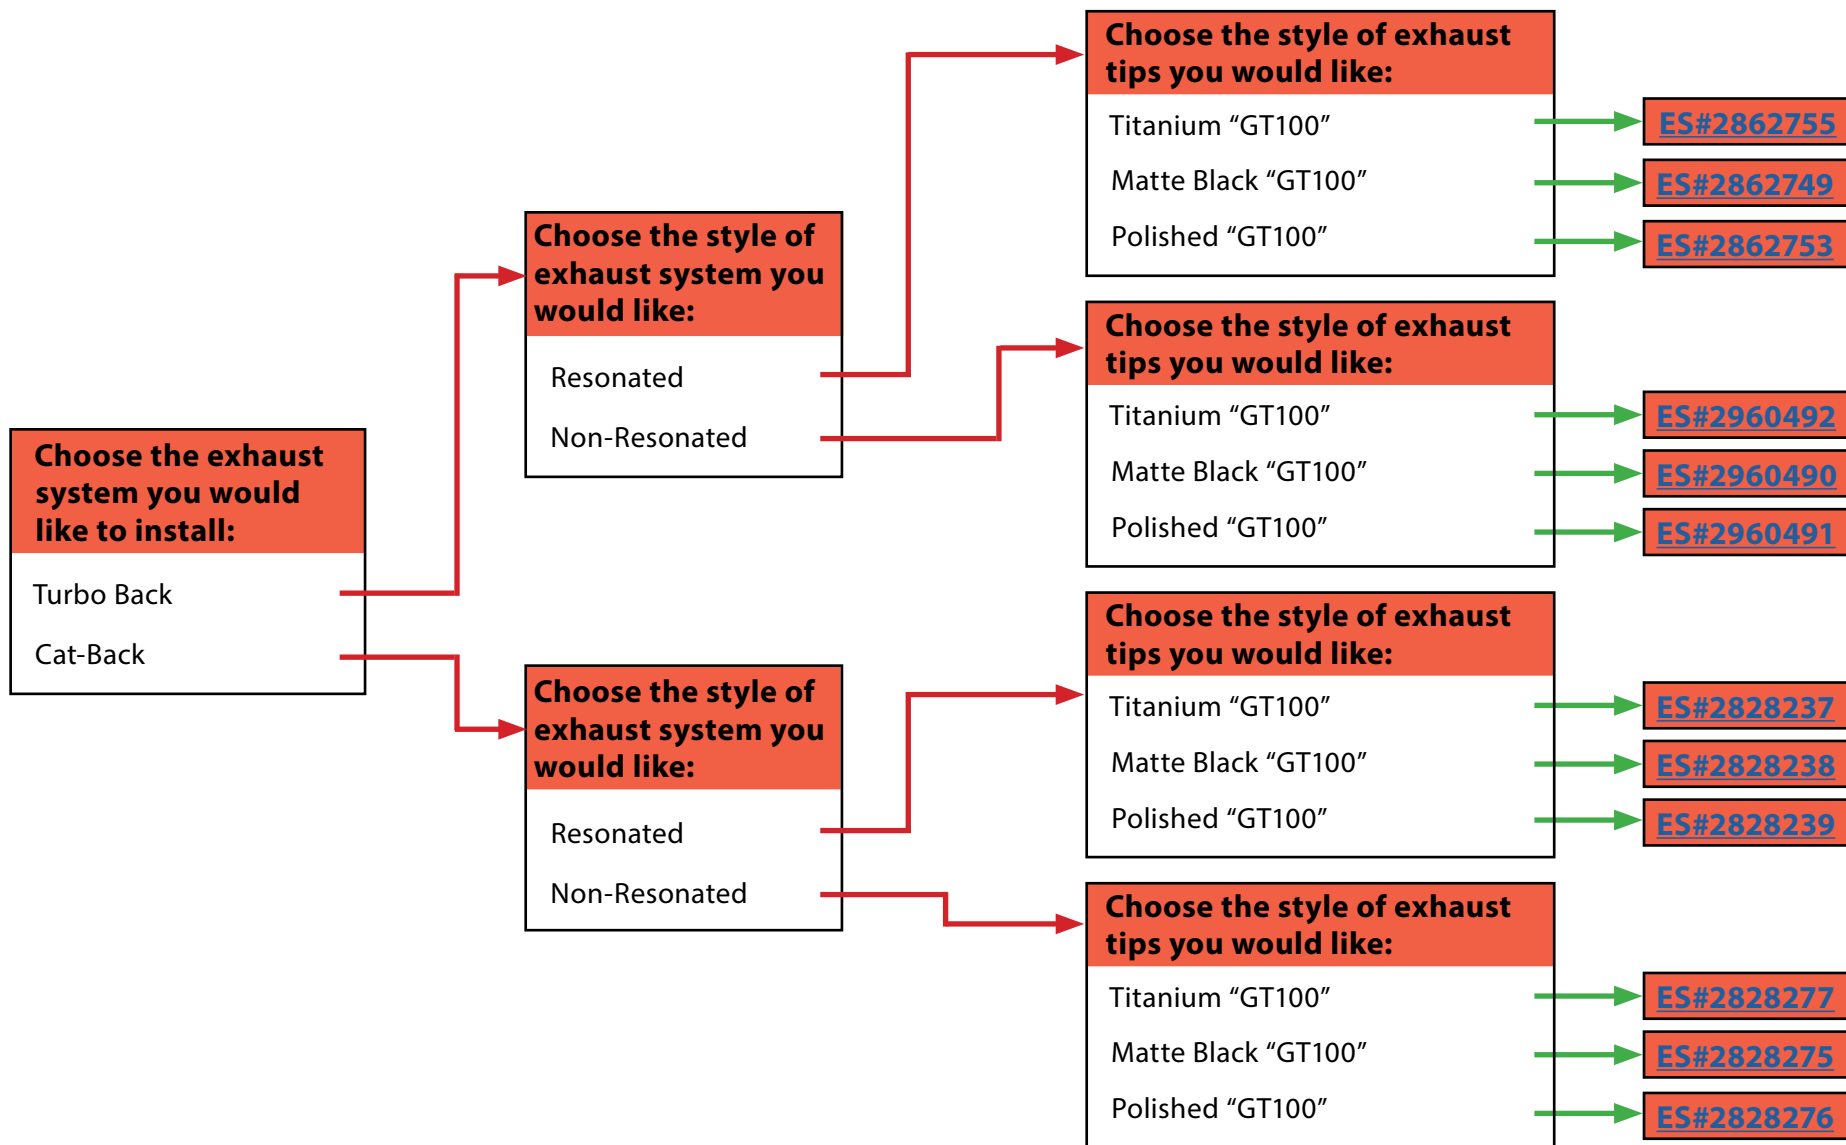 Choose the exhaust
system you would
like to install:
Turbo Back
Cat-Back
Choose the style of
exhaust system you
would like:
Resonated
Non-Resonated
Choose the style of
exhaust system you
would like:
Resonated
Non-Resonated
Choose the style of exhaust
tips you would like:
Titanium “GT100” ES#2862755
Matte Black “GT100” ES#2862749
Polished “GT100” ES#2862753
Choose the style of exhaust
tips you would like:
Titanium “GT100” ES#2960492
Matte Black “GT100” ES#2960490
Polished “GT100” ES#2960491
Choose the style of exhaust
tips you would like:
Titanium “GT100” ES#2828237
Matte Black “GT100” ES#2828238
Polished “GT100” ES#2828239
Choose the style of exhaust
tips you would like:
Titanium “GT100” ES#2828277
Matte Black “GT100” ES#2828275
Polished “GT100” ES#2828276